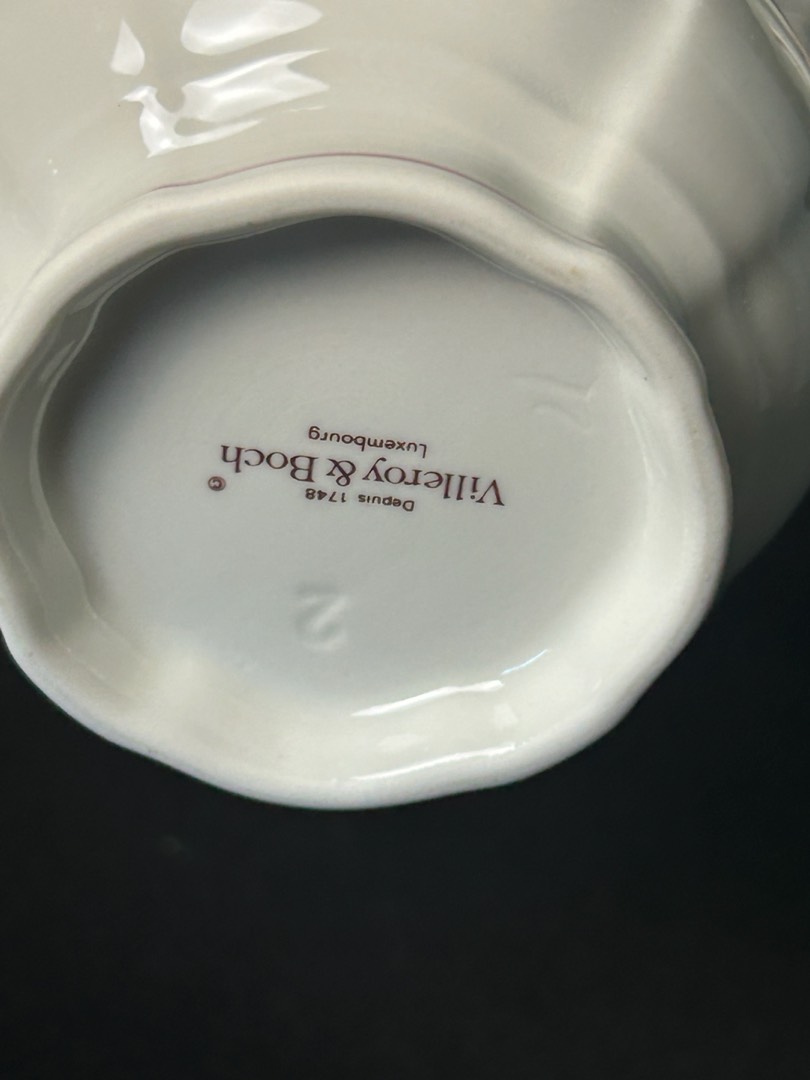 2
Depuis 1748
Villeroy & Boch ©
Luxembourg